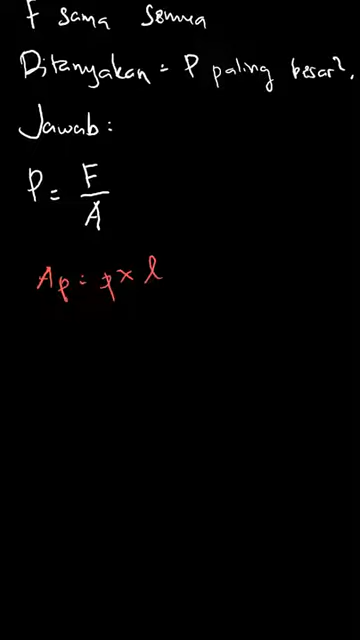 F sama semua
Ditanyakan = P paling besar?
Jawab:
P = F/A
Ap = p × l